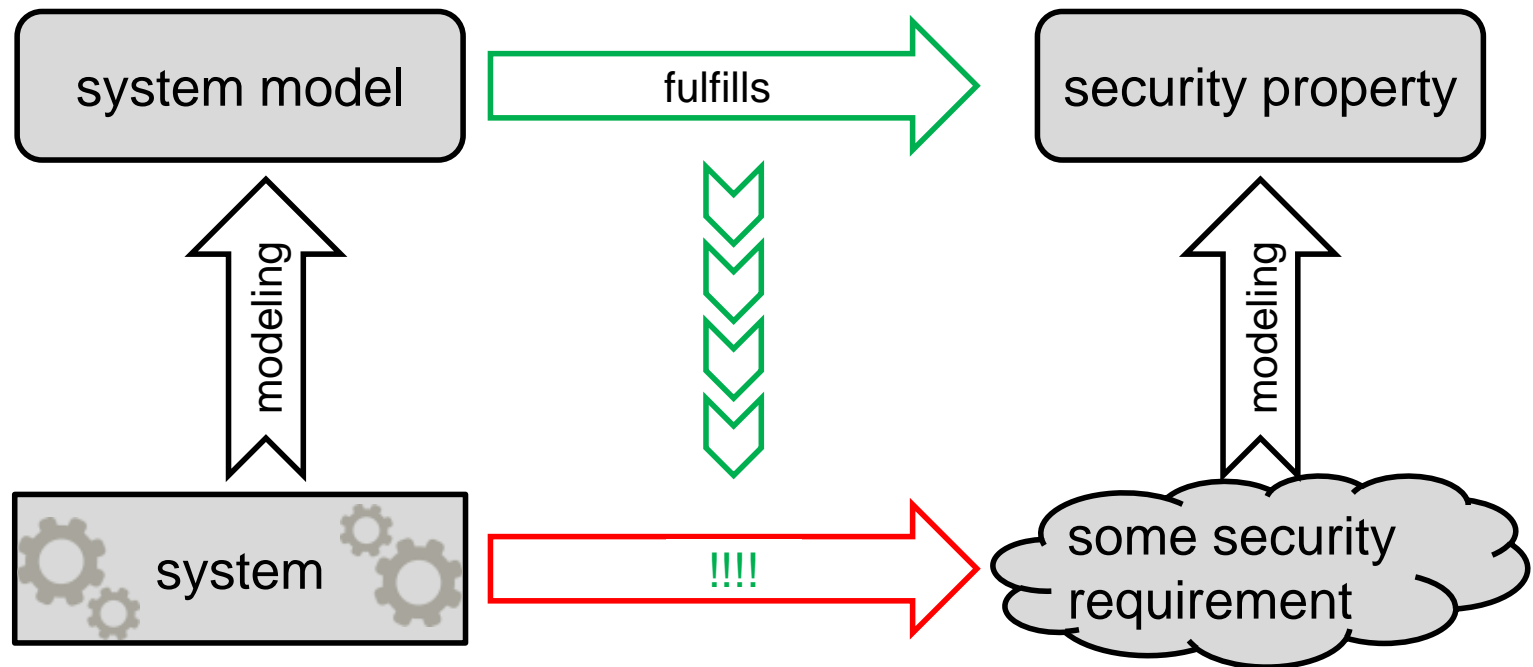 system model
fulfills
security property
modeling
modeling
system
!!!!
some security
requirement